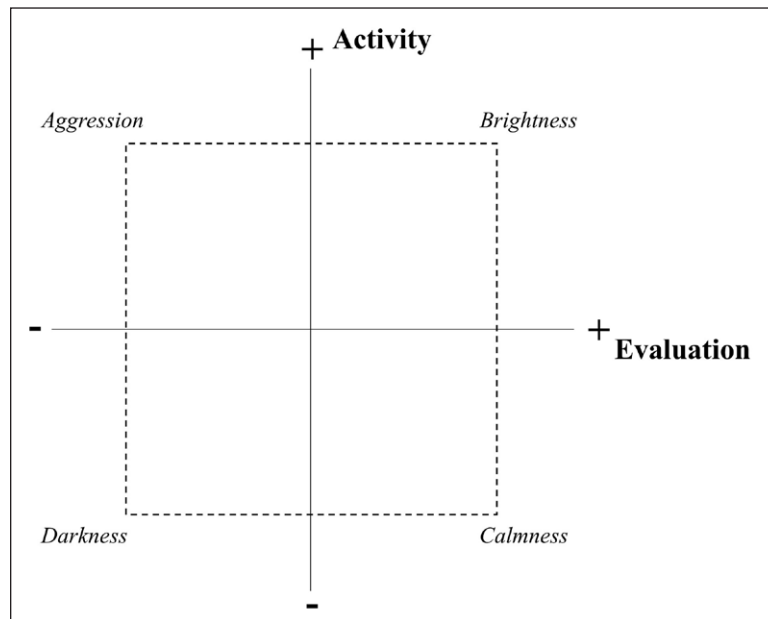 + Activity
Aggression
Brightness
-
+
Evaluation
Darkness
Calmness
-